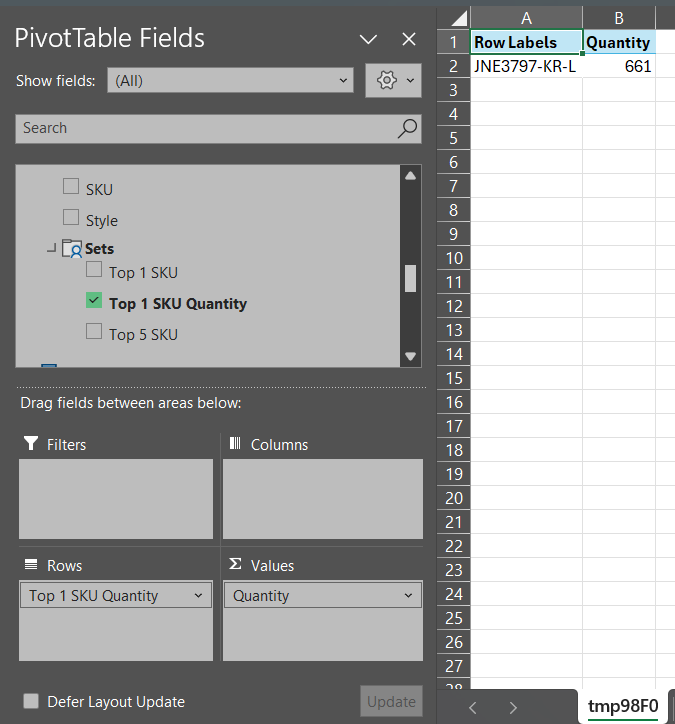 PivotTable Fields
Show fields: (All)
Search
SKU
Style
Sets
Top 1 SKU
Top 1 SKU Quantity
Top 5 SKU
Drag fields between areas below:
Filters Columns
Rows Σ Values
Top 1 SKU Quantity Quantity
Defer Layout Update Update
A B
1 Row Labels Quantity
2 JNE3797-KR-L 661
3
4
5
6
7
8
9
10
11
12
13
14
15
16
17
18
19
20
21
22
23
24
25
26
27
28
tmp98F0